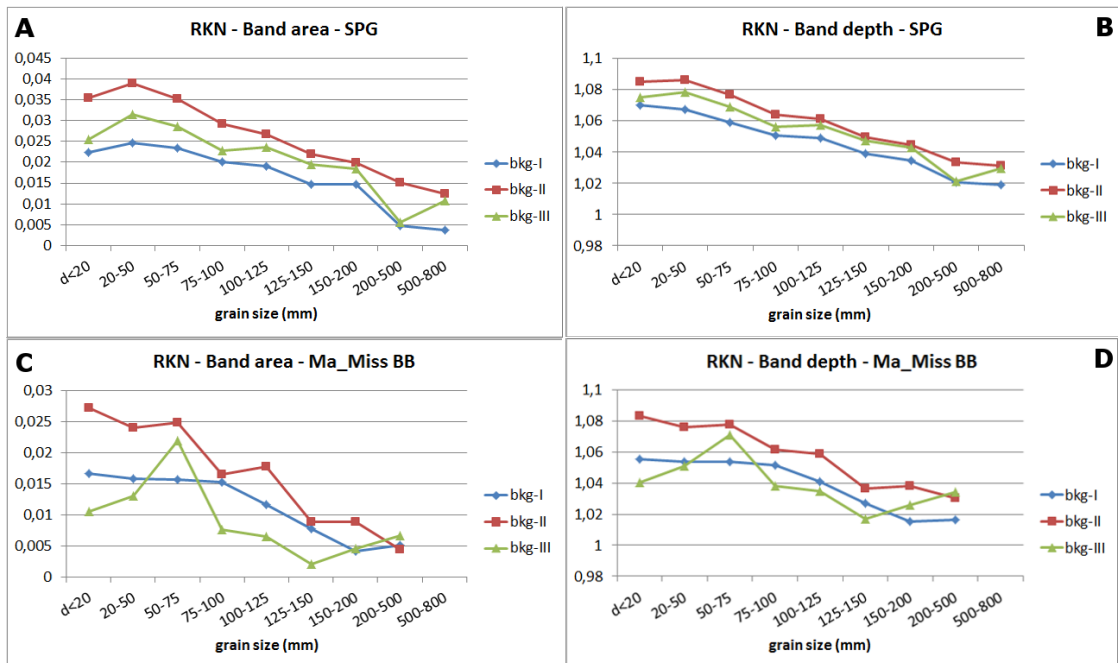 A
RKN - Band area - SPG
0,045
0,04
0,035
0,03
0,025
0,02
0,015
0,01
0,005
0
d<20
20-50
50-75
75-100
100-125
125-150
150-200
200-500
500-800
grain size (mm)
bkg-I
bkg-II
bkg-III
B
RKN - Band depth - SPG
1,1
1,08
1,06
1,04
1,02
1
0,98
d<20
20-50
50-75
75-100
100-125
125-150
150-200
200-500
500-800
grain size (mm)
bkg-I
bkg-II
bkg-III
C
RKN - Band area - Ma_Miss BB
0,03
0,025
0,02
0,015
0,01
0,005
0
d<20
20-50
50-75
75-100
100-125
125-150
150-200
200-500
500-800
grain size (mm)
bkg-I
bkg-II
bkg-III
D
RKN - Band depth - Ma_Miss BB
1,1
1,08
1,06
1,04
1,02
1
0,98
d<20
20-50
50-75
75-100
100-125
125-150
150-200
200-500
500-800
grain size (mm)
bkg-I
bkg-II
bkg-III